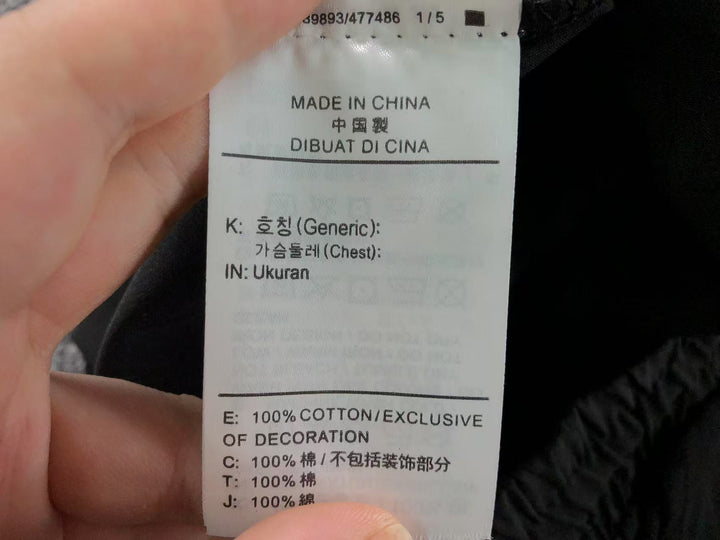 89893/477486 1/5
MADE IN CHINA
中国製
DIBUAT DI CINA
K: 호칭(Generic):
가슴둘레(Chest):
IN: Ukuran
E: 100% COTTON/EXCLUSIVE
OF DECORATION
C: 100% 棉/不包括装饰部分
T: 100% 棉
J: 100% 綿